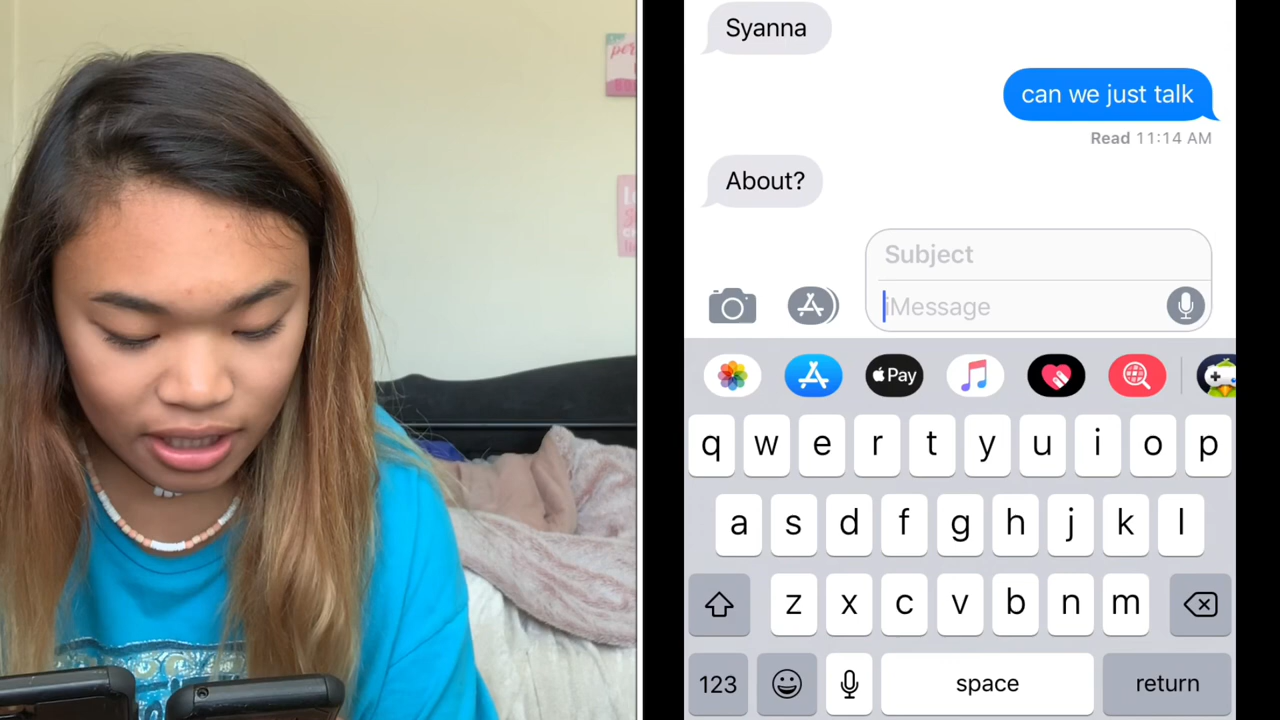 Syanna
can we just talk
Read 11:14 AM
About?
Subject
iMessage
Pay
q w e r t y u i o p
a s d f g h j k l
z x c v b n m
123
space
return